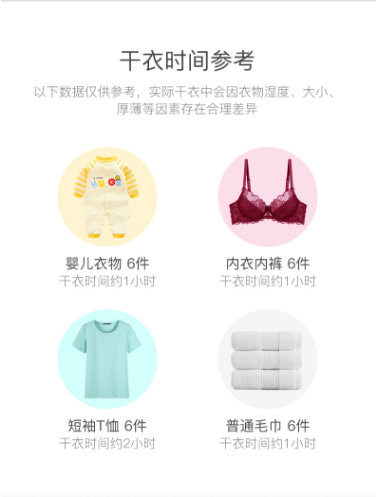 干衣时间参考
以下数据仅供参考，实际干衣中会因衣物湿度、大小、
厚薄等因素存在合理差异
婴儿衣物 6件
干衣时间约1小时
内衣内裤 6件
干衣时间约1小时
短袖T恤 6件
干衣时间约2小时
普通毛巾 6件
干衣时间约1小时